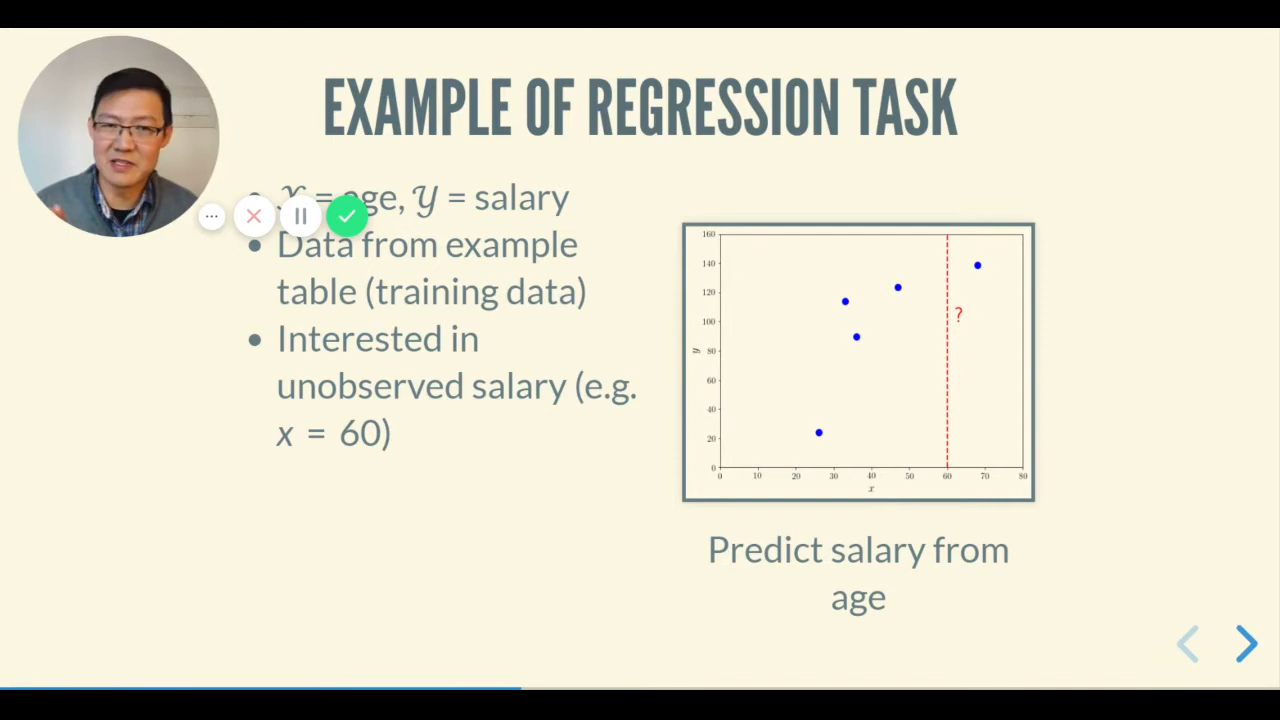 EXAMPLE OF REGRESSION TASK
• 𝒳 = age, 𝒴 = salary
• Data from example
table (training data)
• Interested in
unobserved salary (e.g.
x = 60)
160
140
120
100
80
60
40
20
0
y
?
0 10 20 30 40 50 60 70 80
x
Predict salary from
age